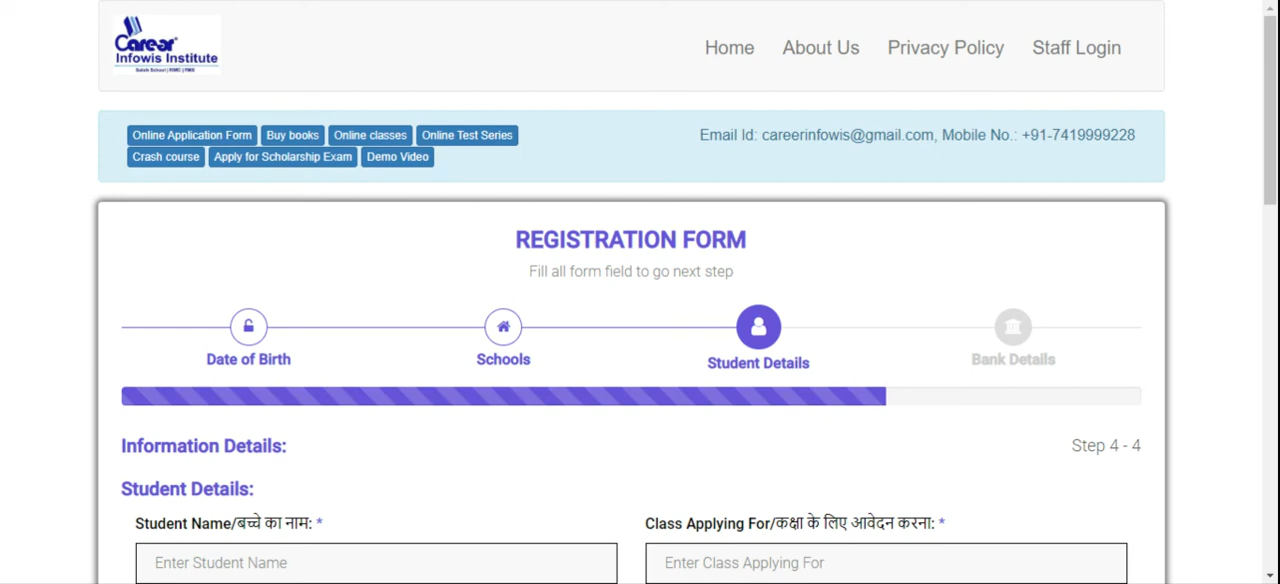 Carear
Infowis Institute
Home About Us Privacy Policy Staff Login
Online Application Form Buy books Online classes Online Test Series
Crash course Apply for Scholarship Exam Demo Video
Email Id: careerinfowis@gmail.com, Mobile No.: +91-7419999228
REGISTRATION FORM
Fill all form field to go next step
Date of Birth Schools Student Details Bank Details
Information Details: Step 4 - 4
Student Details:
Student Name/बच्चे का नाम: * Class Applying For/कक्षा के लिए आवेदन करना: *
Enter Student Name Enter Class Applying For